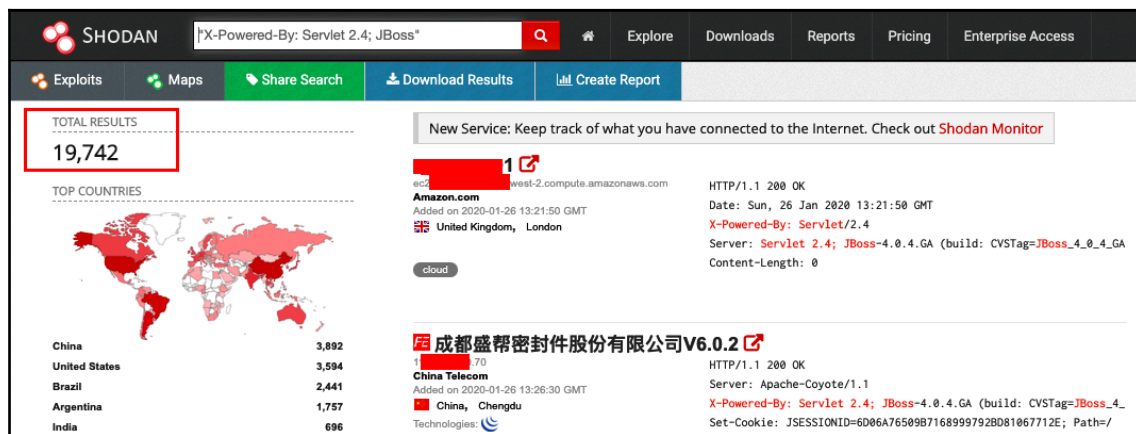 SHODAN
"X-Powered-By: Servlet 2.4; JBoss"
Explore Downloads Reports Pricing Enterprise Access
Exploits Maps Share Search Download Results Create Report
TOTAL RESULTS
19,742
TOP COUNTRIES
China 3,892
United States 3,594
Brazil 2,441
Argentina 1,757
India 696
New Service: Keep track of what you have connected to the Internet. Check out Shodan Monitor
1
ec2 west-2.compute.amazonaws.com
Amazon.com
Added on 2020-01-26 13:21:50 GMT
United Kingdom, London
cloud
HTTP/1.1 200 OK
Date: Sun, 26 Jan 2020 13:21:50 GMT
X-Powered-By: Servlet/2.4
Server: Servlet 2.4; JBoss-4.0.4.GA (build: CVSTag=JBoss_4_0_4_GA
Content-Length: 0
成都盛帮密封件股份有限公司V6.0.2
.70
China Telecom
Added on 2020-01-26 13:26:30 GMT
China, Chengdu
Technologies:
HTTP/1.1 200 OK
Server: Apache-Coyote/1.1
X-Powered-By: Servlet 2.4; JBoss-4.0.4.GA (build: CVSTag=JBoss_4_
Set-Cookie: JSESSIONID=6D06A76509B7168999792BD81067712E; Path=/